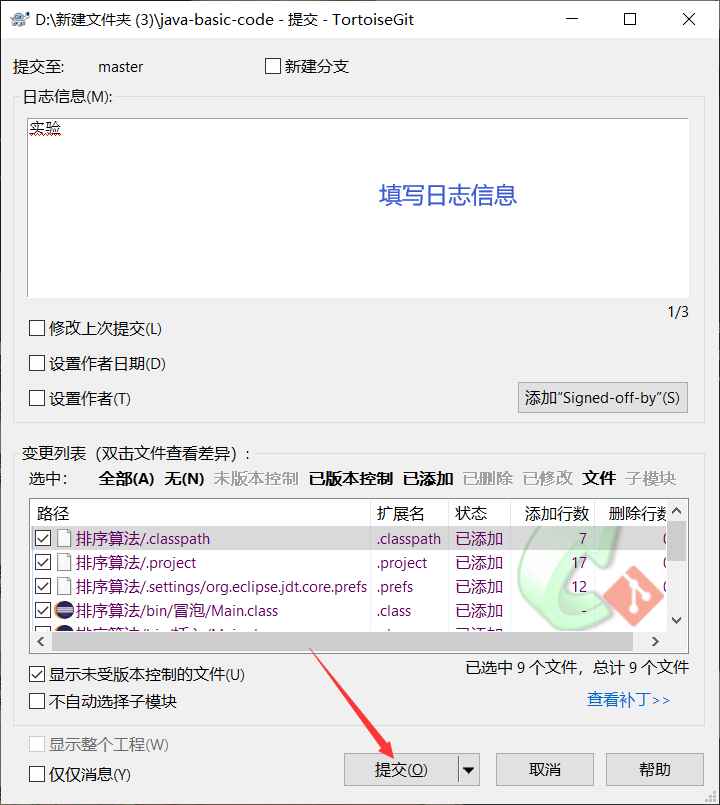 D:\新建文件夹 (3)\java-basic-code - 提交 - TortoiseGit
提交至: master 新建分支
日志信息(M):
实验
填写日志信息
1/3
修改上次提交(L)
设置作者日期(D)
设置作者(T)
添加"Signed-off-by"(S)
变更列表（双击文件查看差异）:
选中: 全部(A) 无(N) 未版本控制 已版本控制 已添加 已删除 已修改 文件 子模块
路径 扩展名 状态 添加行数 删除行数
排序算法/.classpath .classpath 已添加 7
排序算法/.project .project 已添加 17
排序算法/.settings/org.eclipse.jdt.core.prefs .prefs 已添加 12
排序算法/bin/冒泡/Main.class .class 已添加 -
显示未受版本控制的文件(U) 已选中 9 个文件，总计 9 个文件
不自动选择子模块 查看补丁>>
显示整个工程(W)
仅仅消息(Y)
提交(O) 取消 帮助